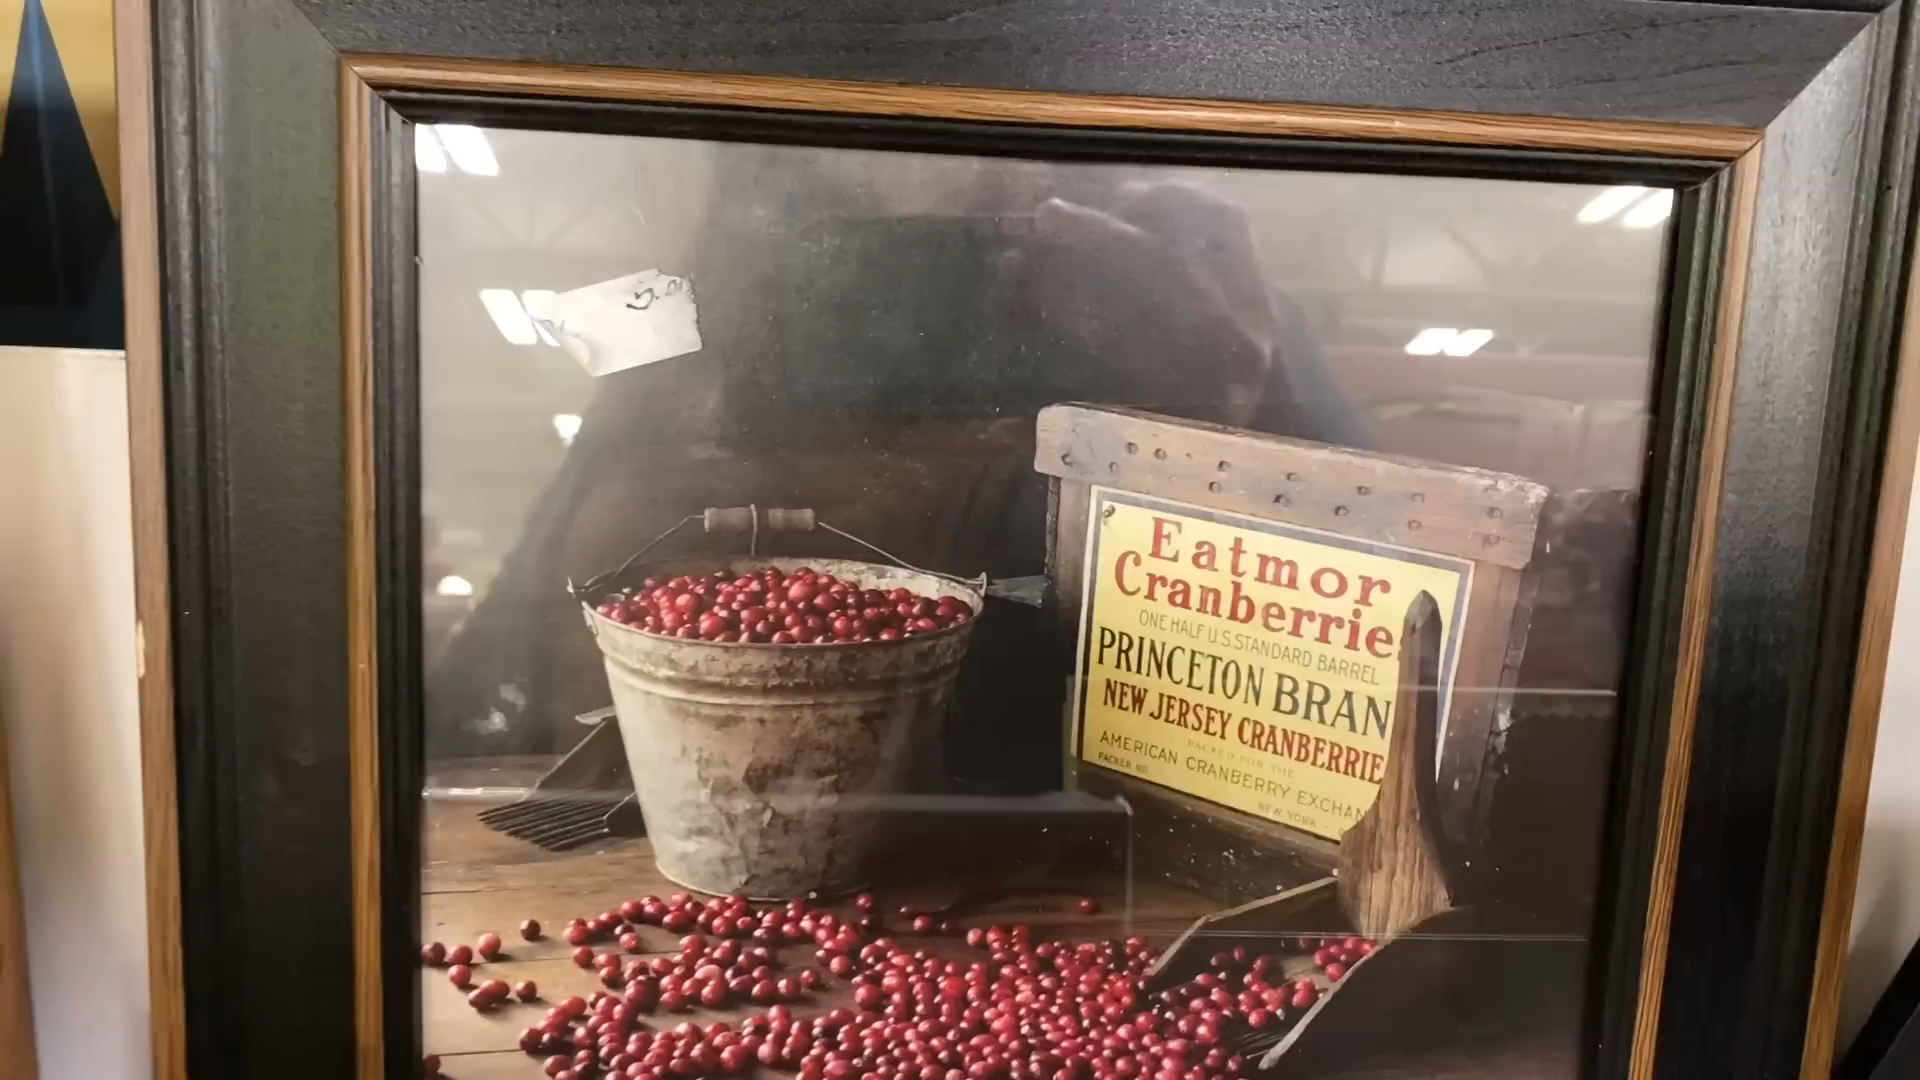 Eatmor
Cranberrie
ONE HALF U.S. STANDARD BARREL
PRINCETON BRAN
NEW JERSEY CRANBERRIE
PACKED FOR THE
AMERICAN CRANBERRY EXCHAN
PACKER NO.
NEW YORK